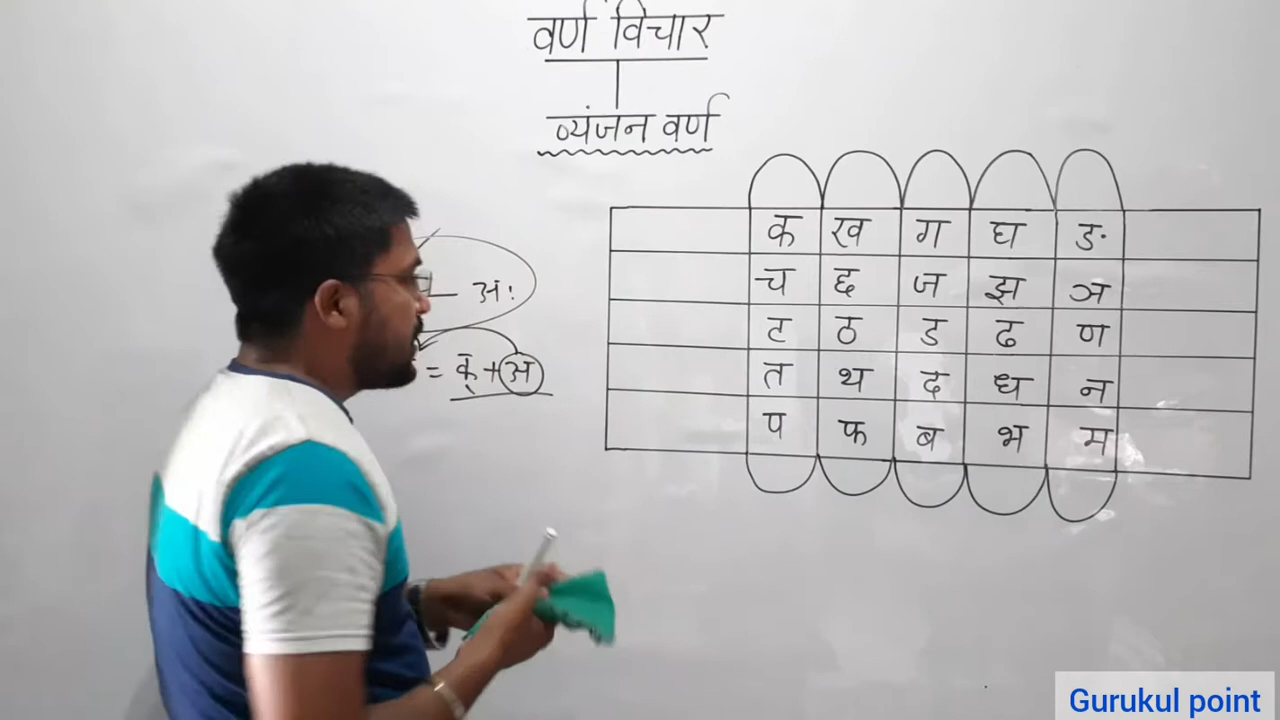 वर्ण विचार
व्यंजन वर्ण
अः
= क् + अ
क ख ग घ ङ
च छ ज झ ञ
ट ठ ड ढ ण
त थ द ध न
प फ ब भ म
Gurukul point